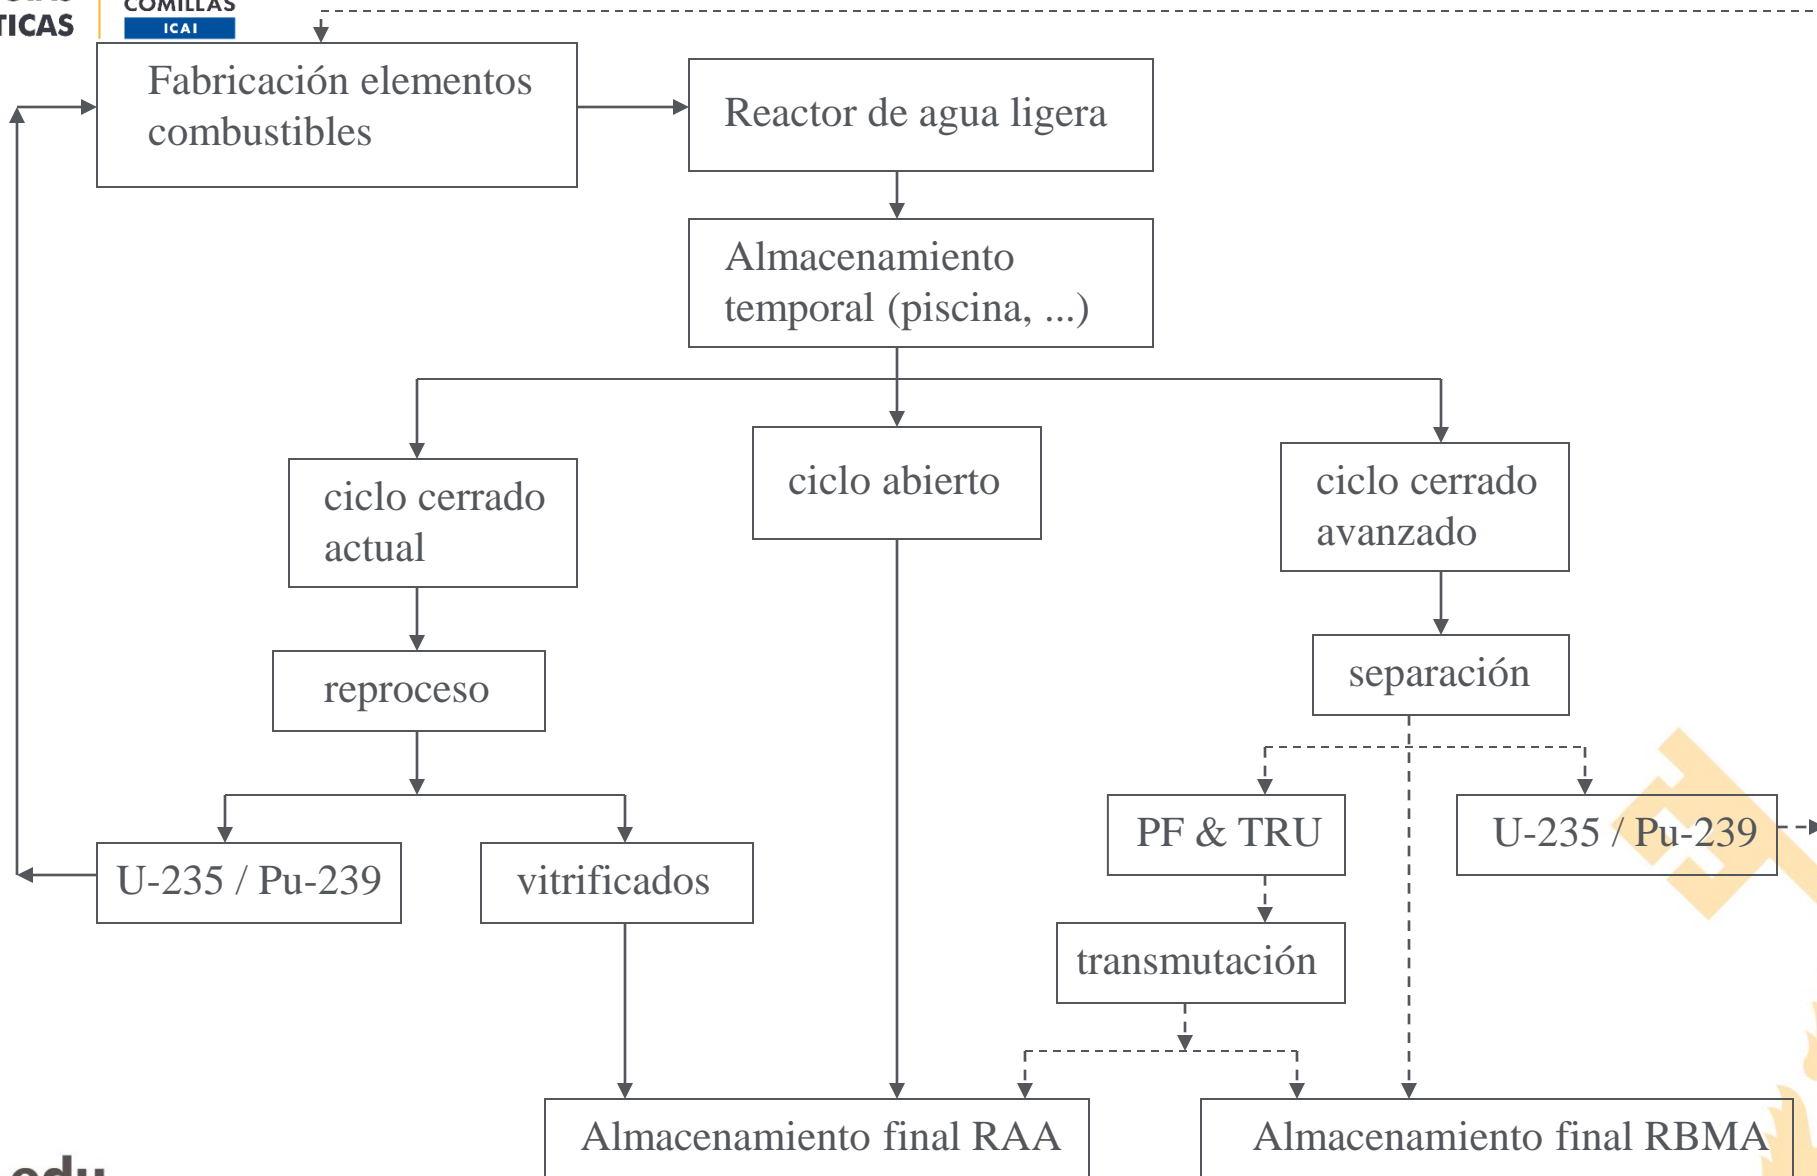 COMILLAS
TICAS
ICAI
Fabricación elementos
combustibles
Reactor de agua ligera
Almacenamiento
temporal (piscina, ...)
ciclo cerrado
actual
ciclo abierto
ciclo cerrado
avanzado
reproceso
separación
U-235 / Pu-239
vitrificados
PF & TRU
U-235 / Pu-239
transmutación
Almacenamiento final RAA
Almacenamiento final RBMA